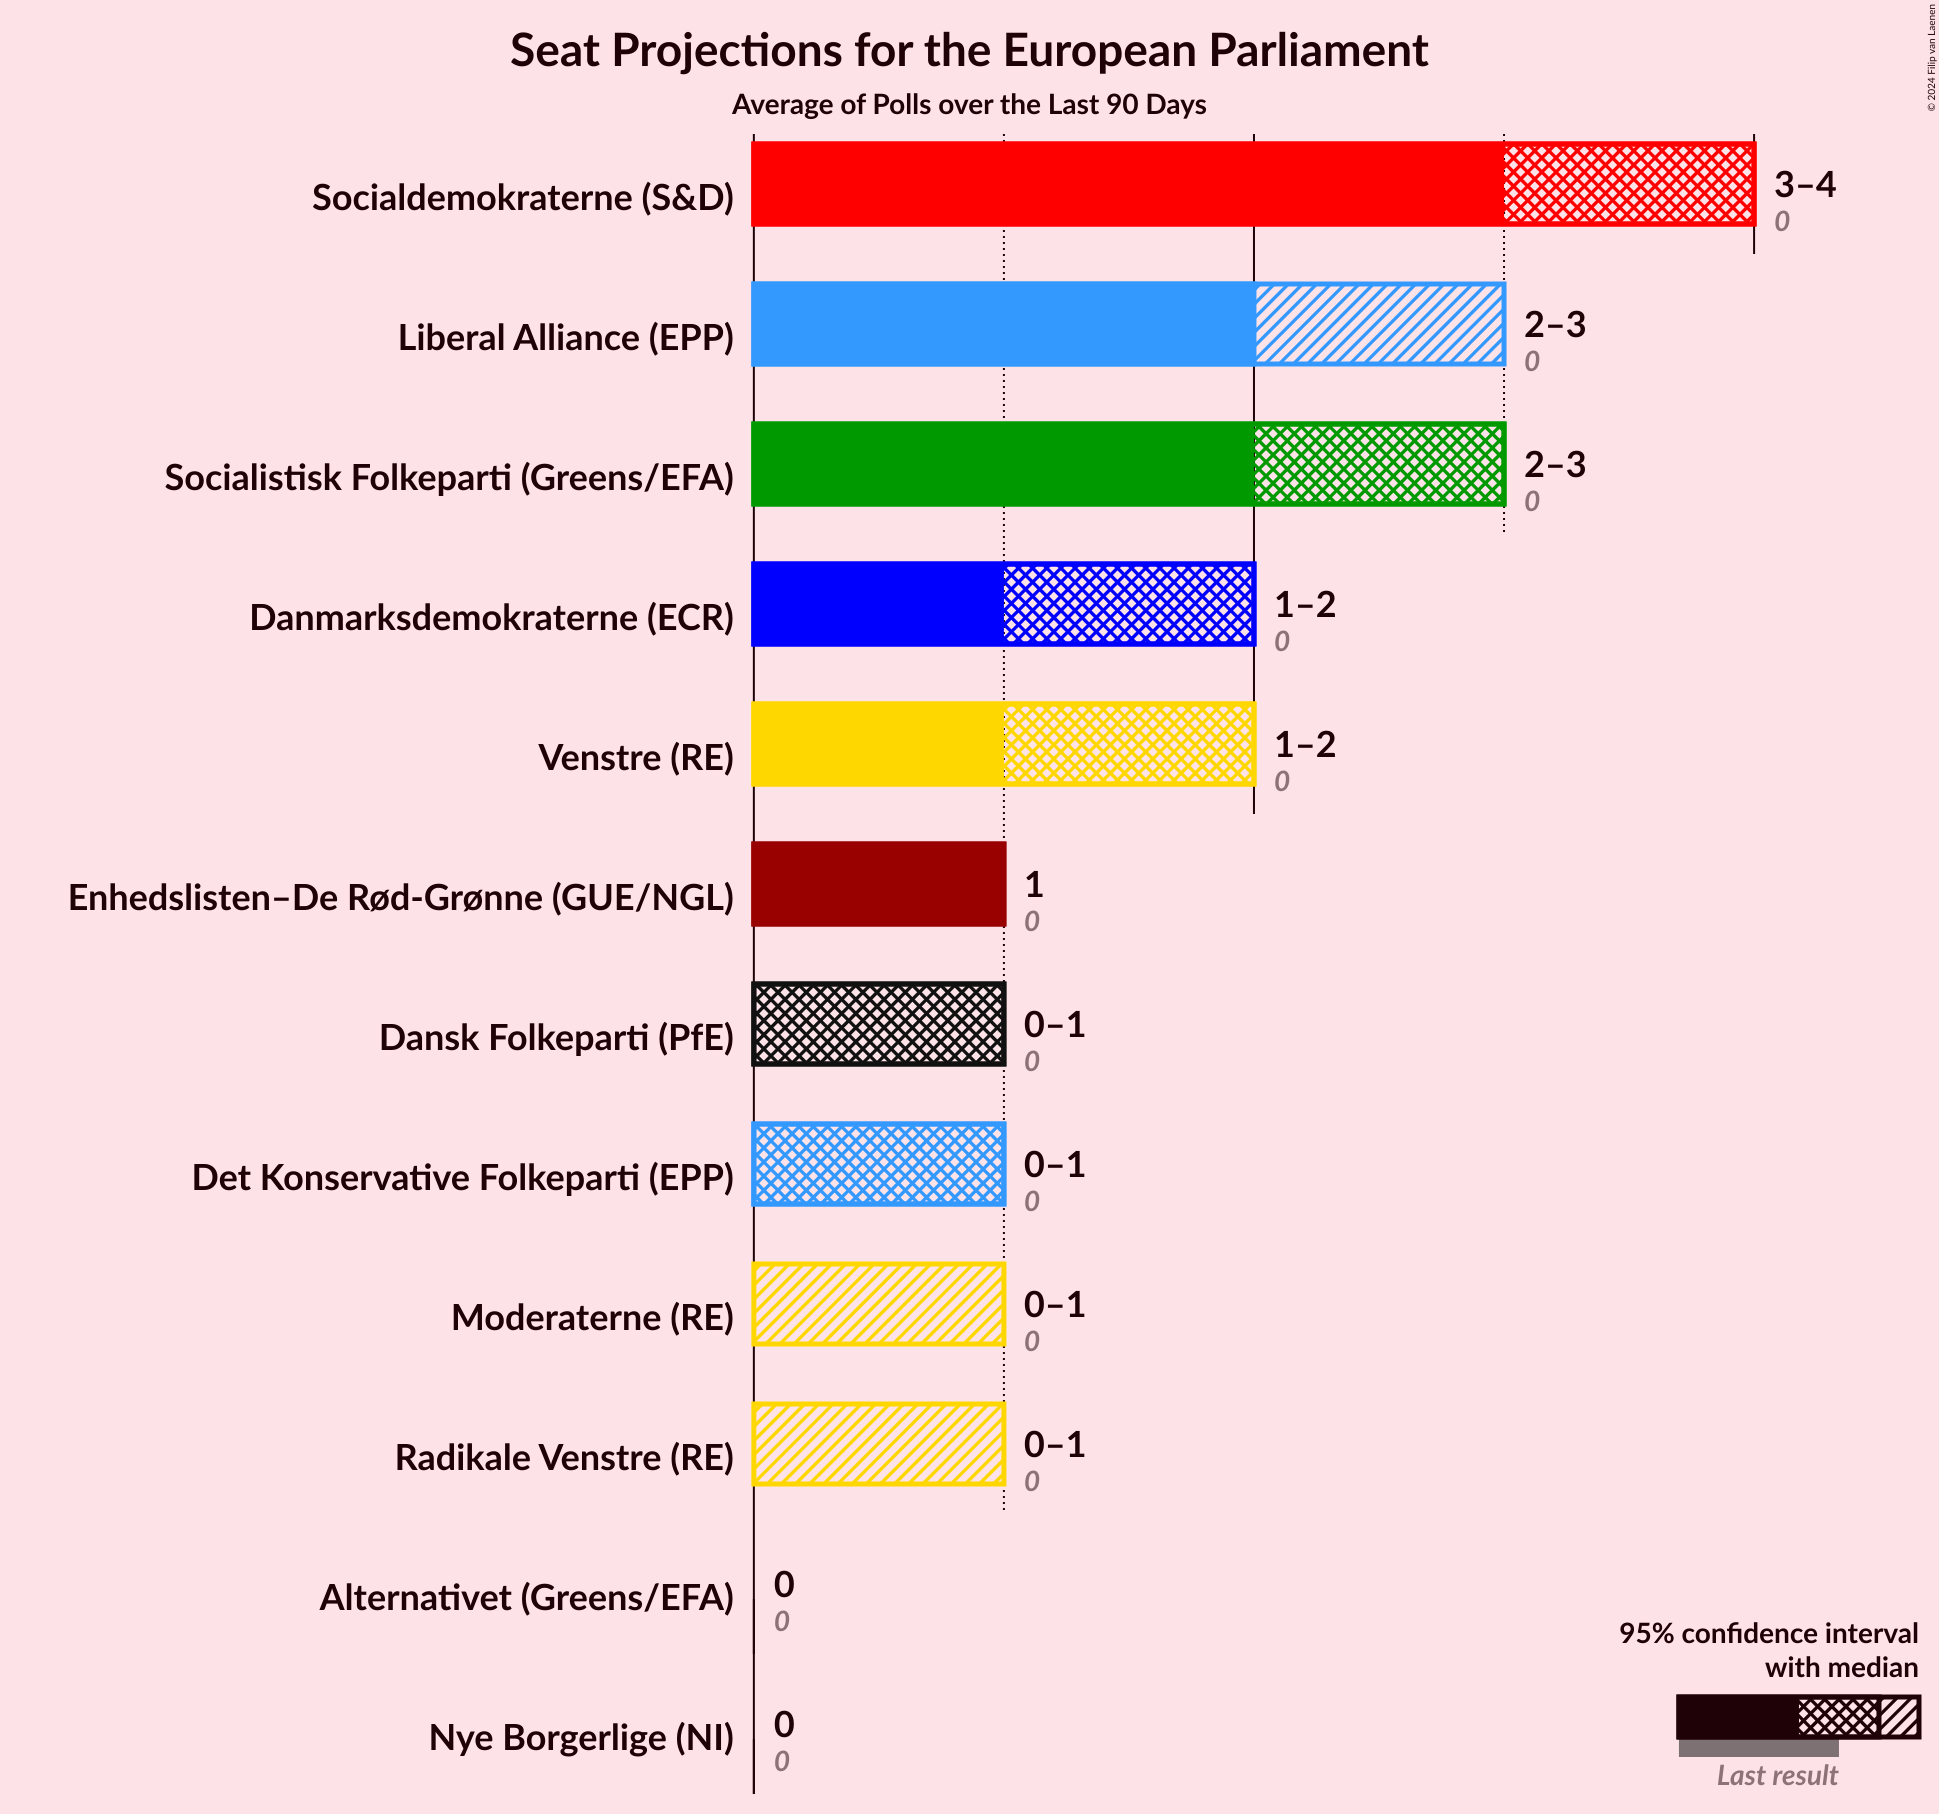 Seat Projections for the European Parliament
Average of Polls over the Last 90 Days
© 2024 Filip van Laenen
Socialdemokraterne (S&D)
3–4
0
Liberal Alliance (EPP)
2–3
0
Socialistisk Folkeparti (Greens/EFA)
2–3
0
Danmarksdemokraterne (ECR)
1–2
0
Venstre (RE)
1–2
0
Enhedslisten–De Rød-Grønne (GUE/NGL)
1
0
Dansk Folkeparti (PfE)
0–1
0
Det Konservative Folkeparti (EPP)
0–1
0
Moderaterne (RE)
0–1
0
Radikale Venstre (RE)
0–1
0
Alternativet (Greens/EFA)
0
0
Nye Borgerlige (NI)
0
0
95% confidence interval
with median
Last result